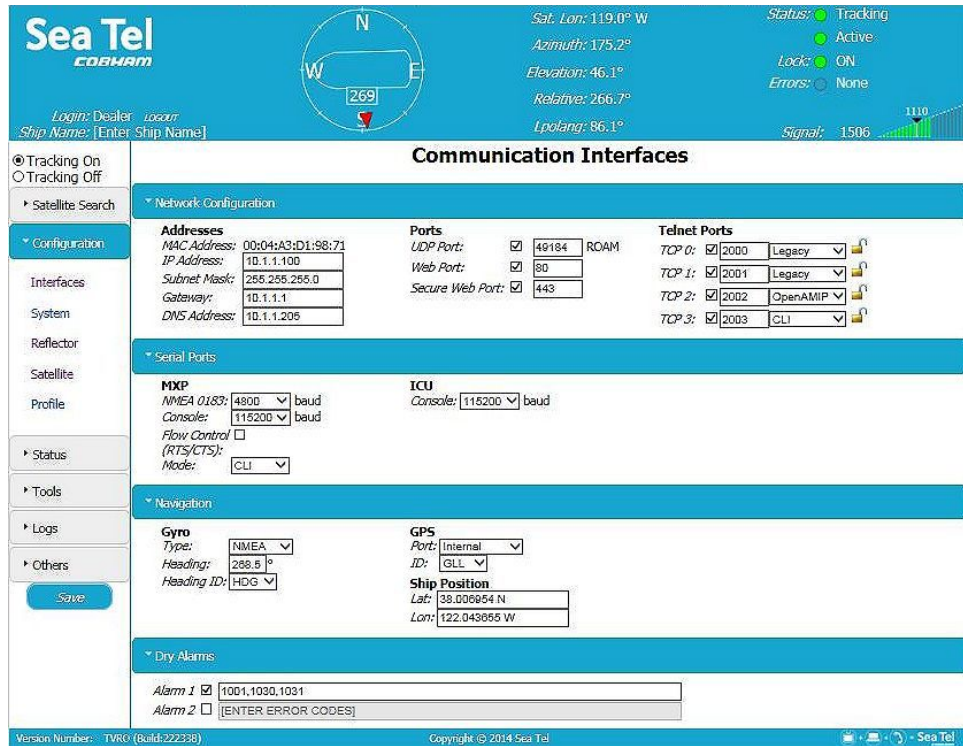 Sea Tel
COBHAM
Login: Dealer LOGOUT
Ship Name: [Enter Ship Name]
N
W
E
269
S
Sat. Lon: 119.0° W
Azimuth: 175.2°
Elevation: 46.1°
Relative: 266.7°
Lpolang: 86.1°
Status: Tracking
Active
Lock: ON
Errors: None
1110
Signal: 1506
Tracking On
Tracking Off
Satellite Search
Configuration
Interfaces
System
Reflector
Satellite
Profile
Status
Tools
Logs
Others
Save
Communication Interfaces
Network Configuration
Addresses
MAC Address: 00:04:A3:D1:98:71
IP Address: 10.1.1.100
Subnet Mask: 255.255.255.0
Gateway: 10.1.1.1
DNS Address: 10.1.1.205
Ports
UDP Port: 49184 ROAM
Web Port: 80
Secure Web Port: 443
Telnet Ports
TCP 0: 2000 Legacy
TCP 1: 2001 Legacy
TCP 2: 2002 OpenAMIP
TCP 3: 2003 CLI
Serial Ports
MXP
NMEA 0183: 4800 baud
Console: 115200 baud
Flow Control
(RTS/CTS):
Mode: CLI
ICU
Console: 115200 baud
Navigation
Gyro
Type: NMEA
Heading: 268.5 °
Heading ID: HDG
GPS
Port: Internal
ID: GLL
Ship Position
Lat: 38.006954 N
Lon: 122.043655 W
Dry Alarms
Alarm 1 1001,1030,1031
Alarm 2 [ENTER ERROR CODES]
Version Number: TVRO (Build:222338)
Copyright © 2014 Sea Tel
- Sea Tel